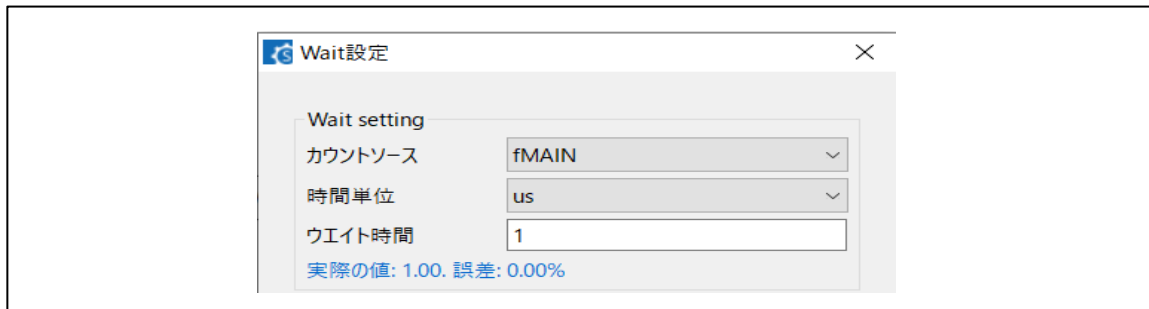 Wait設定
Wait setting
カウントソース fMAIN
時間単位 us
ウエイト時間 1
実際の値: 1.00. 誤差: 0.00%